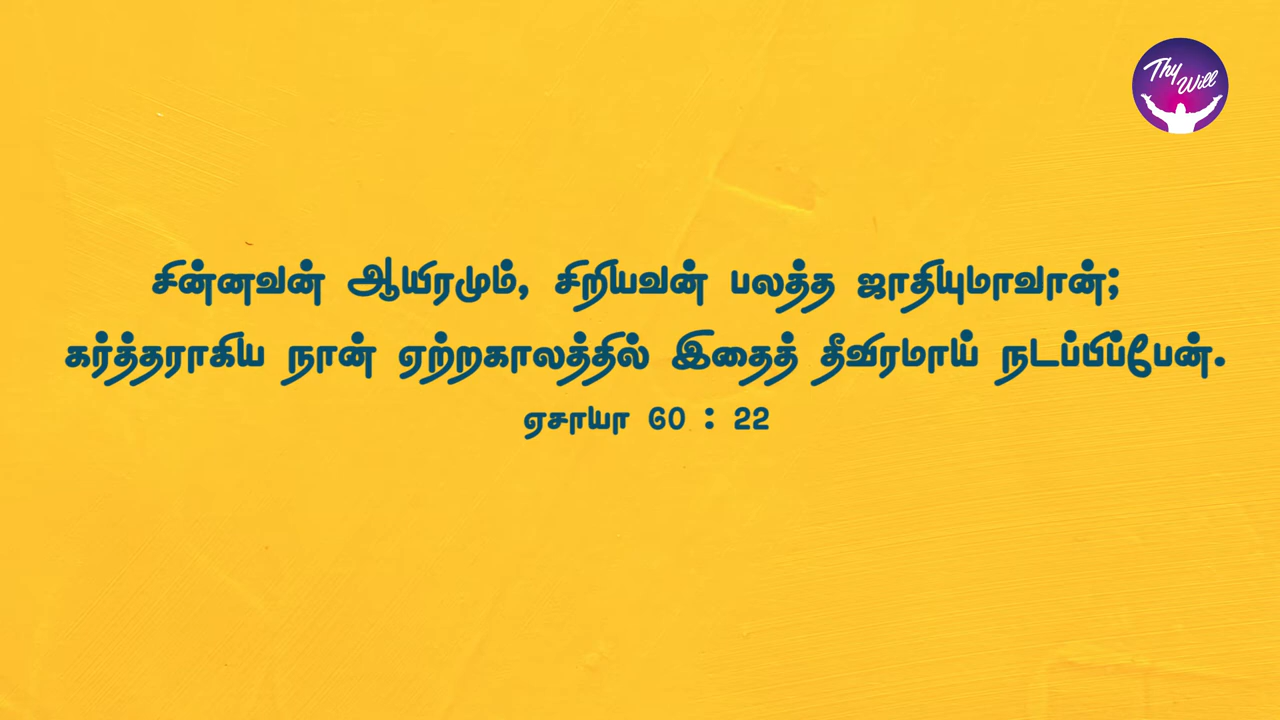 Thy
Will
சின்னவன் ஆயிரமும், சிறியவன் பலத்த ஜாதியுமாவான்;
கர்த்தராகிய நான் ஏற்றகாலத்தில் இதைத் தீவிரமாய் நடப்பிப்பேன்.
ஏசாயா 60 : 22